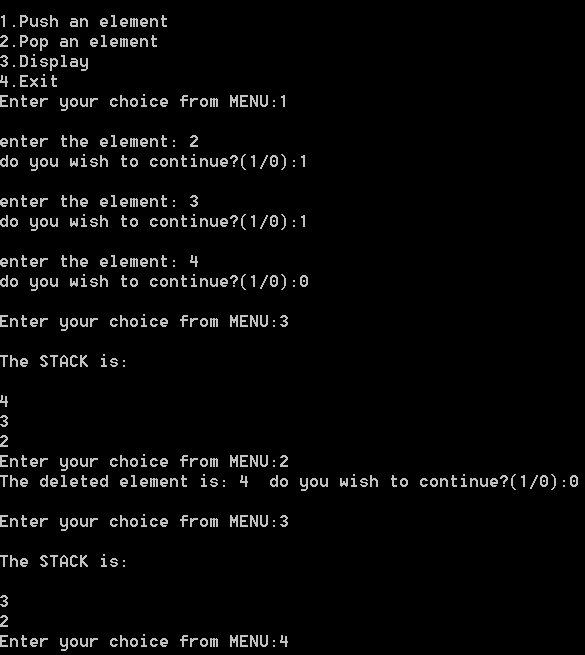 1.Push an element
2.Pop an element
3.Display
4.Exit
Enter your choice from MENU:1
enter the element: 2
do you wish to continue?(1/0):1
enter the element: 3
do you wish to continue?(1/0):1
enter the element: 4
do you wish to continue?(1/0):0
Enter your choice from MENU:3
The STACK is:
4
3
2
Enter your choice from MENU:2
The deleted element is: 4  do you wish to continue?(1/0):0
Enter your choice from MENU:3
The STACK is:
3
2
Enter your choice from MENU:4